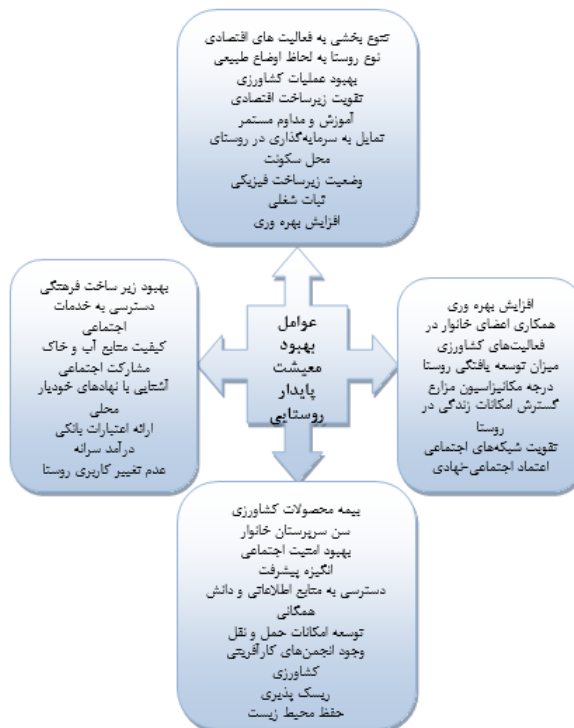 تنوع بخشی به فعالیت های اقتصادی
نوع روستا به لحاظ اوضاع طبیعی
بهبود عملیات کشاورزی
تقویت زیرساخت اقتصادی
آموزش و مداوم مستمر
تمایل به سرمایه‌گذاری در روستای
محل سکونت
وضعیت زیرساخت فیزیکی
ثبات شغلی
افزایش بهره وری
افزایش بهره وری
همکاری اعضای خانوار در
فعالیت‌های کشاورزی
میزان توسعه یافتگی روستا
درجه مکانیزاسیون مزارع
گسترش امکانات زندگی در
روستا
تقویت شبکه‌های اجتماعی
اعتماد اجتماعی-نهادی
عوامل
بهبود
معیشت
پایدار
روستایی
بهبود زیر ساخت فرهنگی
دسترسی به خدمات
اجتماعی
کیفیت منابع آب و خاک
مشارکت اجتماعی
آشنایی با نهادهای خودیار
محلی
ارائه اعتبارات بانکی
درآمد سرانه
عدم تغییر کاربری روستا
بیمه محصولات کشاورزی
سن سرپرستان خانوار
بهبود امنیت اجتماعی
انگیزه پیشرفت
دسترسی به منابع اطلاعاتی و دانش
همگانی
توسعه امکانات حمل و نقل
وجود انجمن‌های کارآفرینی
کشاورزی
ریسک پذیری
حفظ محیط زیست